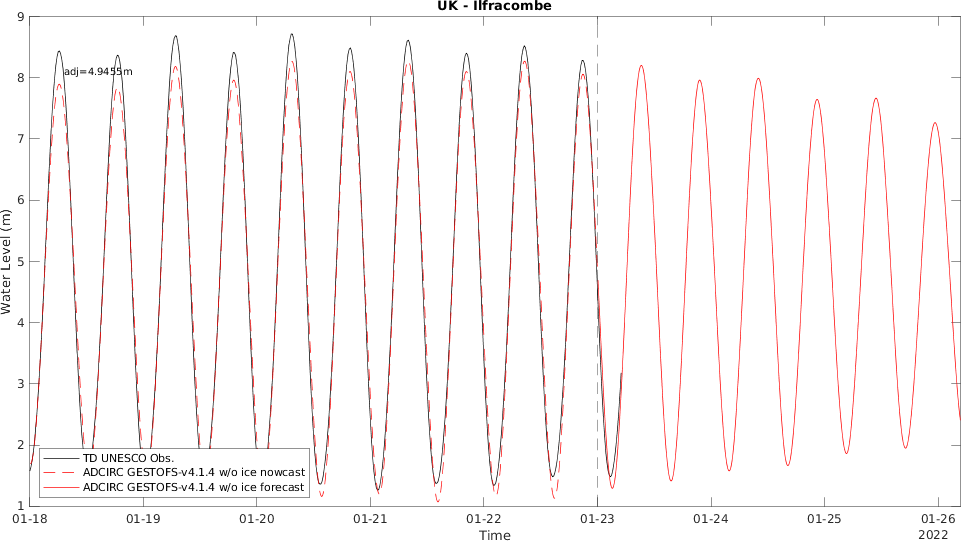 UK - Ilfracombe
9
8
7
6
5
4
3
2
1
Water Level (m)
adj=4.9455m
TD UNESCO Obs.
ADCIRC GESTOFS-v4.1.4 w/o ice nowcast
ADCIRC GESTOFS-v4.1.4 w/o ice forecast
01-18 01-19 01-20 01-21 01-22 01-23 01-24 01-25 01-26
Time
2022